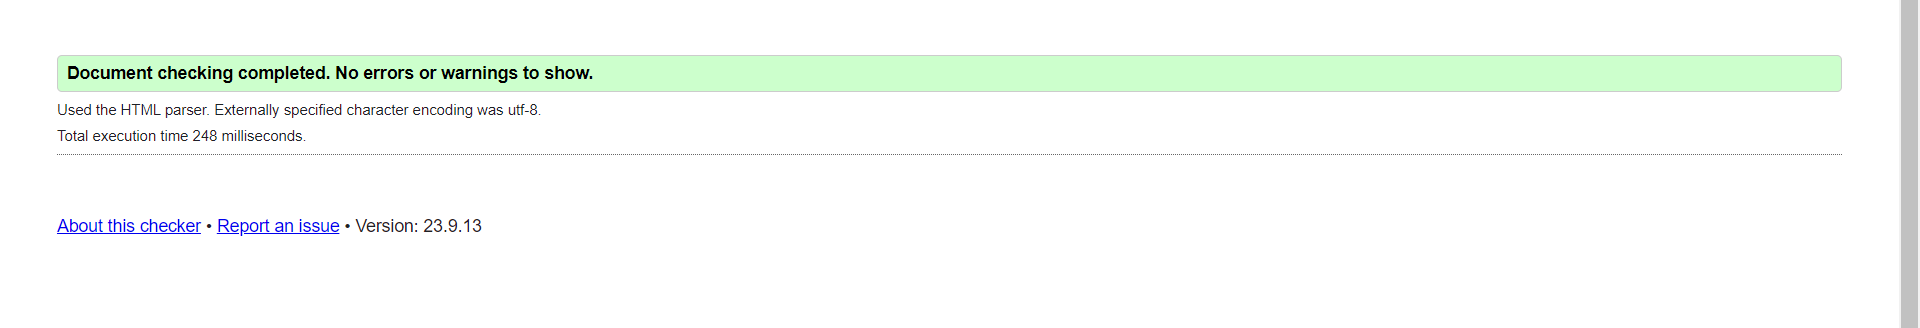 Document checking completed. No errors or warnings to show.
Used the HTML parser. Externally specified character encoding was utf-8.
Total execution time 248 milliseconds.
About this checker • Report an issue • Version: 23.9.13